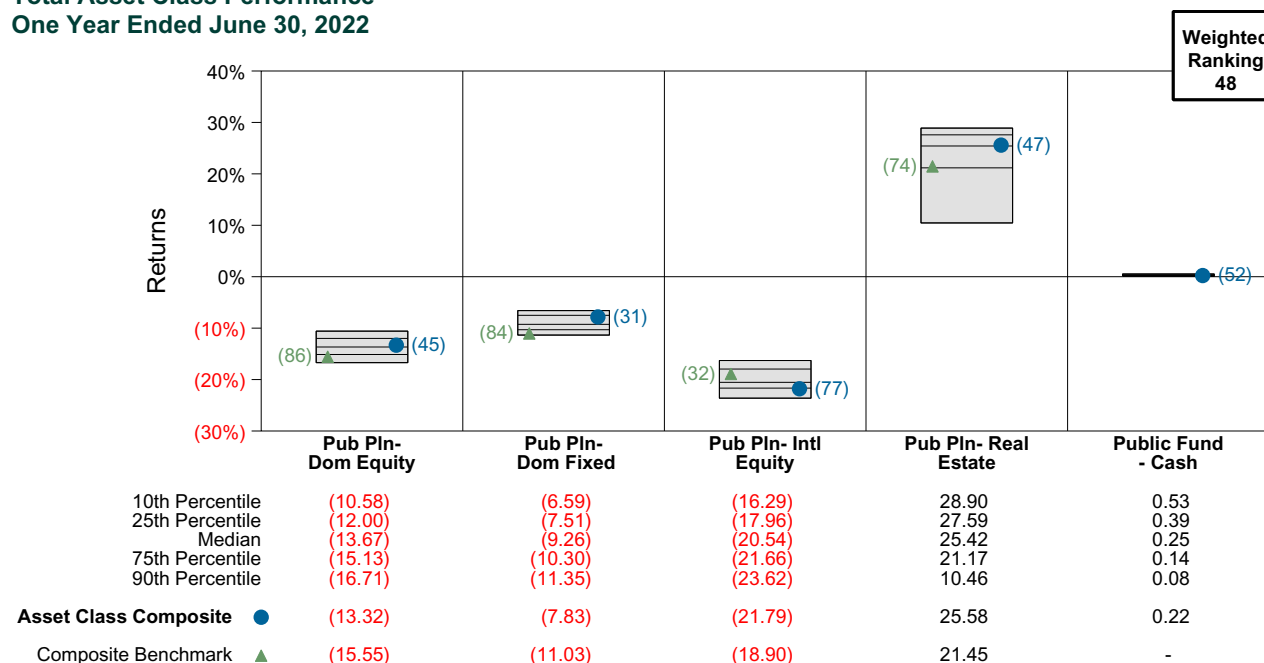 Total Asset Class Performance
One Year Ended June 30, 2022
Weighted
Ranking
48
40%
30%
20%
10%
0%
(10%)
(20%)
(30%)
Returns
(86) (45)
(84) (31)
(32) (77)
(74) (47)
(52)
Pub Pln- Dom Equity
Pub Pln- Dom Fixed
Pub Pln- Intl Equity
Pub Pln- Real Estate
Public Fund - Cash
10th Percentile (10.58) (6.59) (16.29) 28.90 0.53
25th Percentile (12.00) (7.51) (17.96) 27.59 0.39
Median (13.67) (9.26) (20.54) 25.42 0.25
75th Percentile (15.13) (10.30) (21.66) 21.17 0.14
90th Percentile (16.71) (11.35) (23.62) 10.46 0.08
Asset Class Composite (13.32) (7.83) (21.79) 25.58 0.22
Composite Benchmark (15.55) (11.03) (18.90) 21.45 -